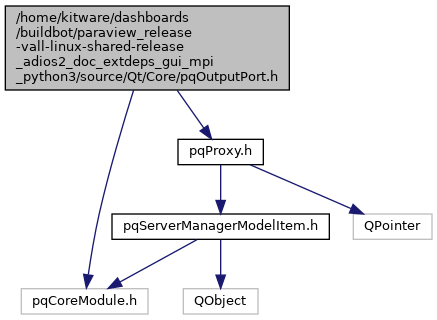 /home/kitware/dashboards
/buildbot/paraview_release
-vall-linux-shared-release
_adios2_doc_extdeps_gui_mpi
_python3/source/Qt/Core/pqOutputPort.h
pqProxy.h
pqServerManagerModelItem.h
QPointer
pqCoreModule.h
QObject